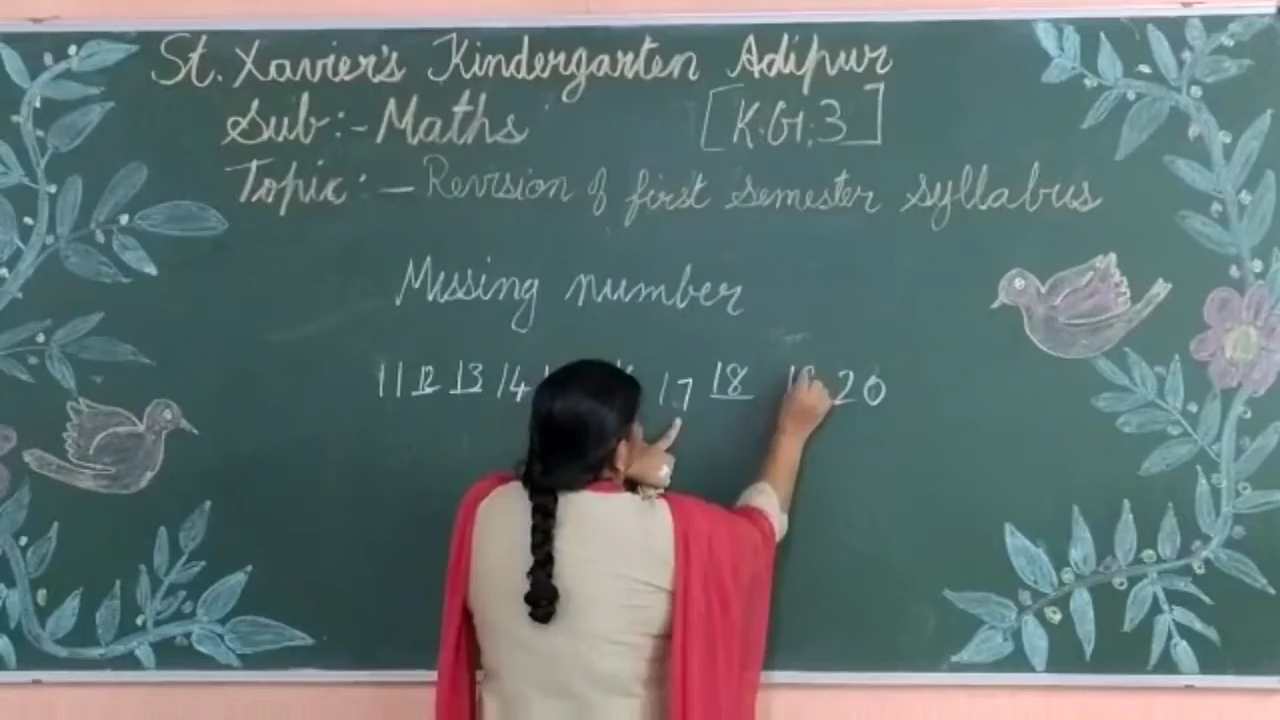 St. Xavier's Kindergarten Adipur
Sub:- Maths [K.G.3]
Topic:- Revision of first semester syllabus
Missing number
11 12 13 14 17 18 20